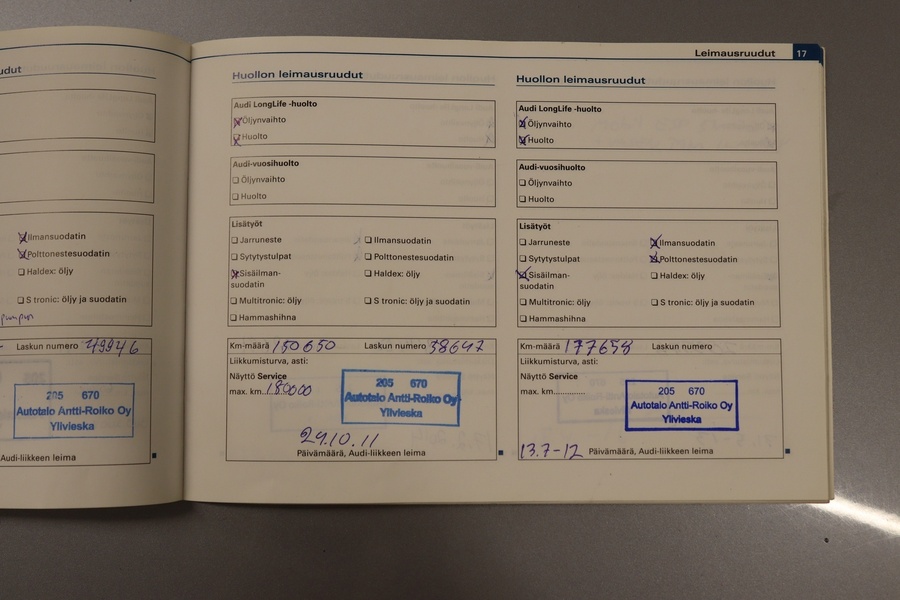 udut
Ilmansuodatin
Polttonestesuodatin
Haldex: öljy
S tronic: öljy ja suodatin
Laskun numero 49946
205 670
Autotalo Antti-Roiko Oy
Ylivieska
Audi-liikkeen leima
Huollon leimausruudut
Audi LongLife -huolto
Öljynvaihto
Huolto
Audi-vuosihuolto
Öljynvaihto
Huolto
Lisätyöt
Jarruneste Ilmansuodatin
Sytytystulpat Polttonestesuodatin
Sisäilman- Haldex: öljy
suodatin
Multitronic: öljy S tronic: öljy ja suodatin
Hammashihna
Km-määrä 150650 Laskun numero 38647
Liikkumisturva, asti:
Näyttö Service
max. km. 180000
205 670
Autotalo Antti-Roiko Oy
Ylivieska
29.10.11
Päivämäärä, Audi-liikkeen leima
Leimausruudut 17
Huollon leimausruudut
Audi LongLife -huolto
Öljynvaihto
Huolto
Audi-vuosihuolto
Öljynvaihto
Huolto
Lisätyöt
Jarruneste Ilmansuodatin
Sytytystulpat Polttonestesuodatin
Sisäilman- Haldex: öljy
suodatin
Multitronic: öljy S tronic: öljy ja suodatin
Hammashihna
Km-määrä 177658 Laskun numero
Liikkumisturva, asti:
Näyttö Service
max. km.............
205 670
Autotalo Antti-Roiko Oy
Ylivieska
13.7-12 Päivämäärä, Audi-liikkeen leima